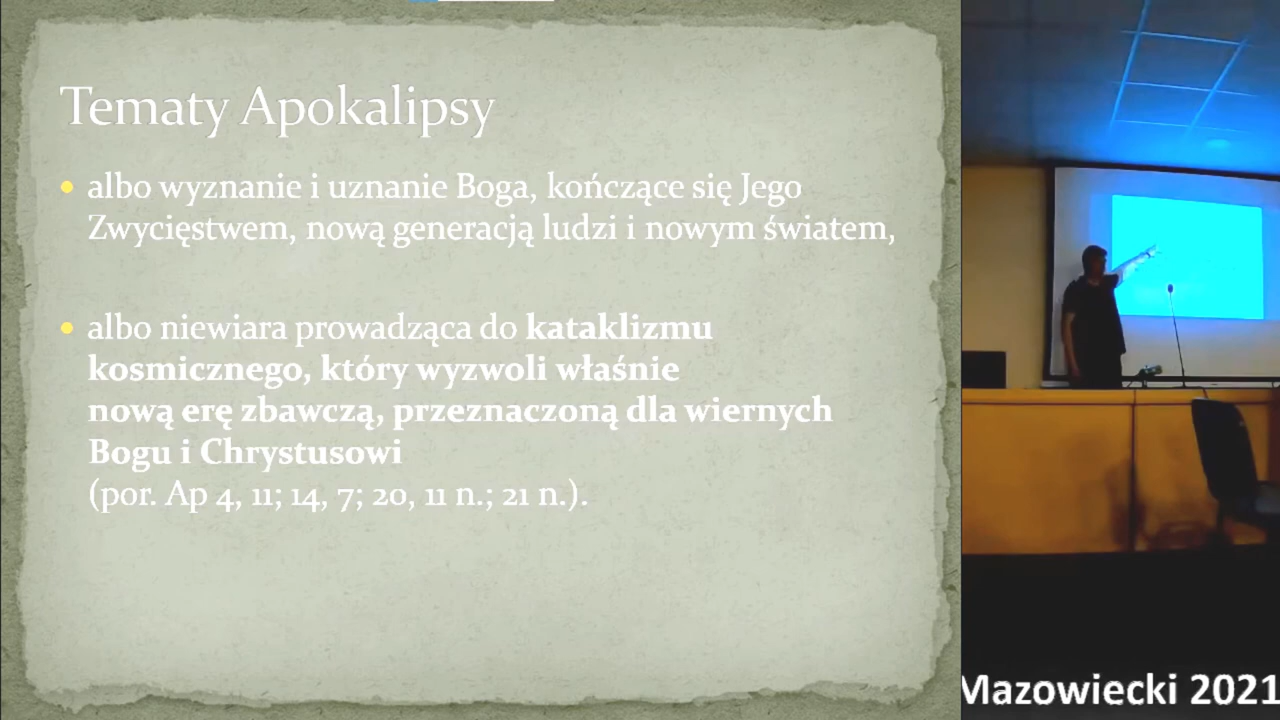 Tematy Apokalipsy
albo wyznanie i uznanie Boga, kończące się Jego
Zwycięstwem, nową generacją ludzi i nowym światem,
albo niewiara prowadząca do kataklizmu
kosmicznego, który wyzwoli właśnie
nową erę zbawczą, przeznaczoną dla wiernych
Bogu i Chrystusowi
(por. Ap 4, 11; 14, 7; 20, 11 n.; 21 n.).
Mazowiecki 2021